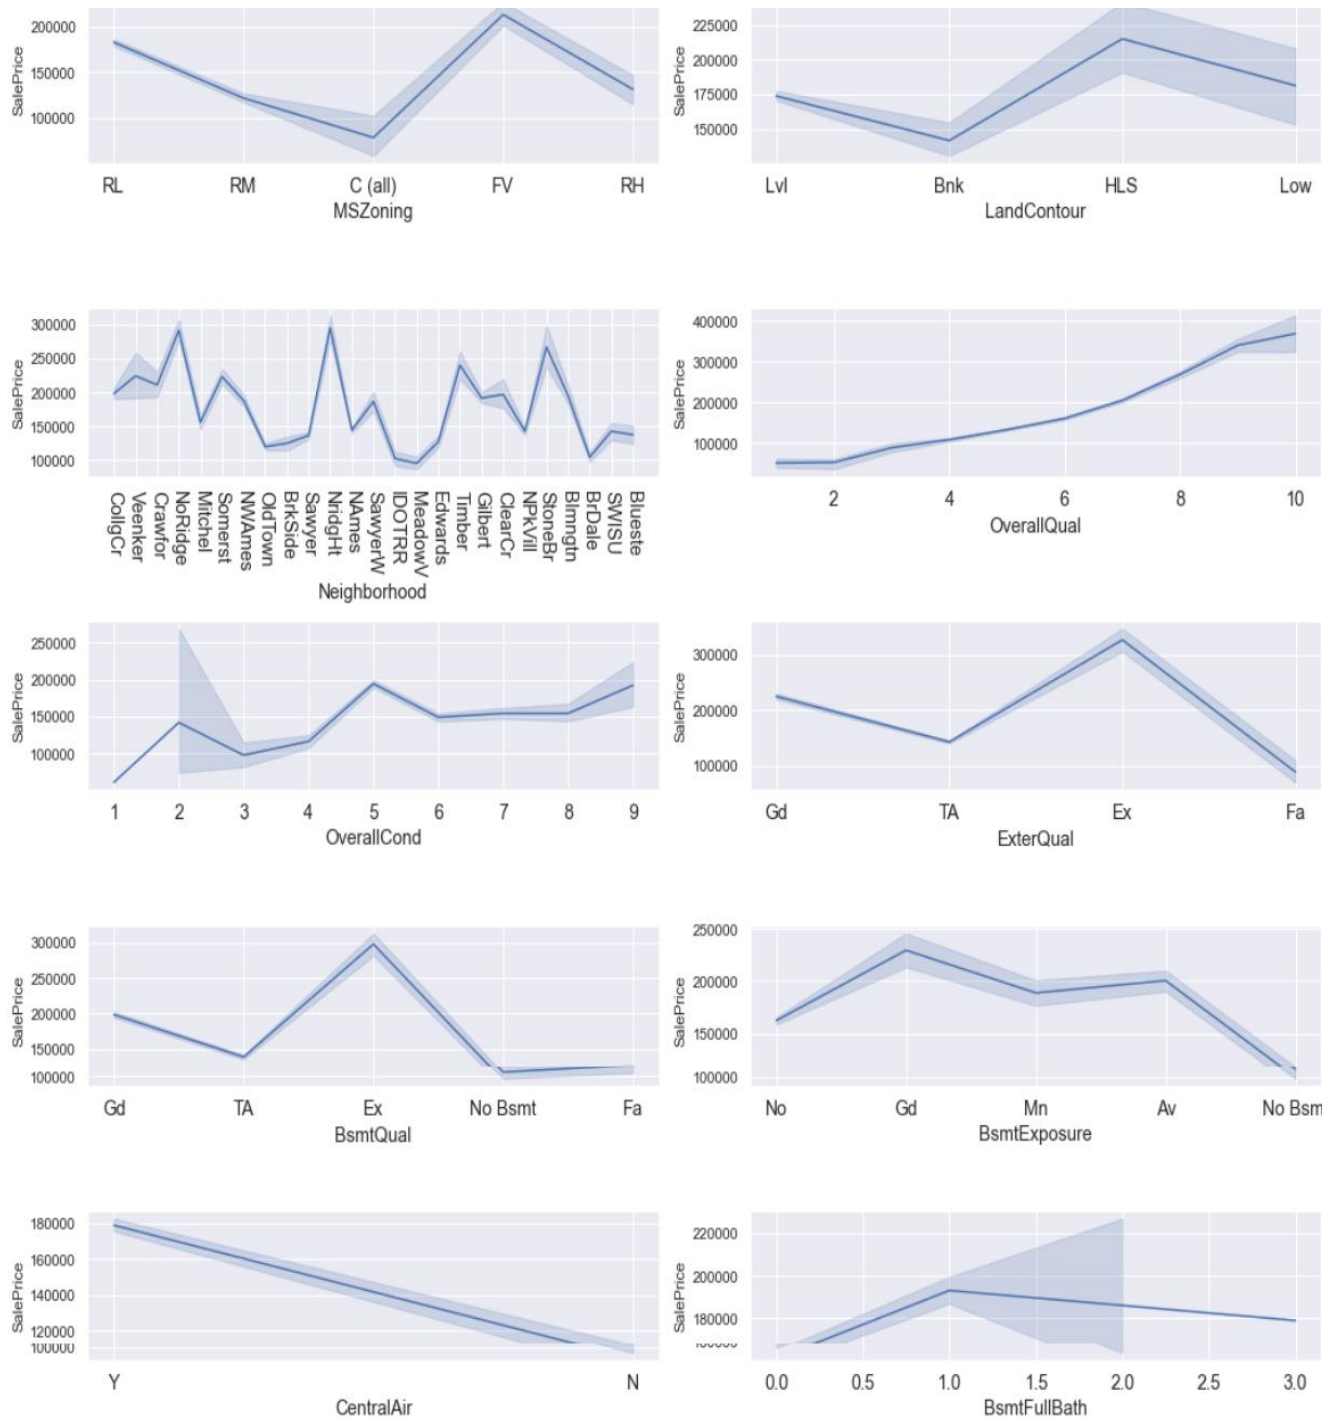 SalePrice
200000
150000
100000
RL RM C (all) FV RH
MSZoning
SalePrice
225000
200000
175000
150000
Lvl Bnk HLS Low
LandContour
SalePrice
300000
250000
200000
150000
100000
CollgCr
Veenker
Crawfor
NoRidge
Mitchel
Somerst
NWAmes
OldTown
BrkSide
Sawyer
NridgHt
NAmes
SawyerW
IDOTRR
MeadowV
Edwards
Timber
Gilbert
ClearCr
NPkVill
StoneBr
Blmngtn
BrDale
SWISU
Blueste
Neighborhood
SalePrice
400000
300000
200000
100000
2 4 6 8 10
OverallQual
SalePrice
250000
200000
150000
100000
1 2 3 4 5 6 7 8 9
OverallCond
SalePrice
300000
200000
100000
Gd TA Ex Fa
ExterQual
SalePrice
300000
250000
200000
150000
100000
Gd TA Ex No Bsmt Fa
BsmtQual
SalePrice
250000
200000
150000
100000
No Gd Mn Av No Bsm
BsmtExposure
SalePrice
180000
160000
140000
120000
100000
Y N
CentralAir
SalePrice
220000
200000
180000
0.0 0.5 1.0 1.5 2.0 2.5 3.0
BsmtFullBath